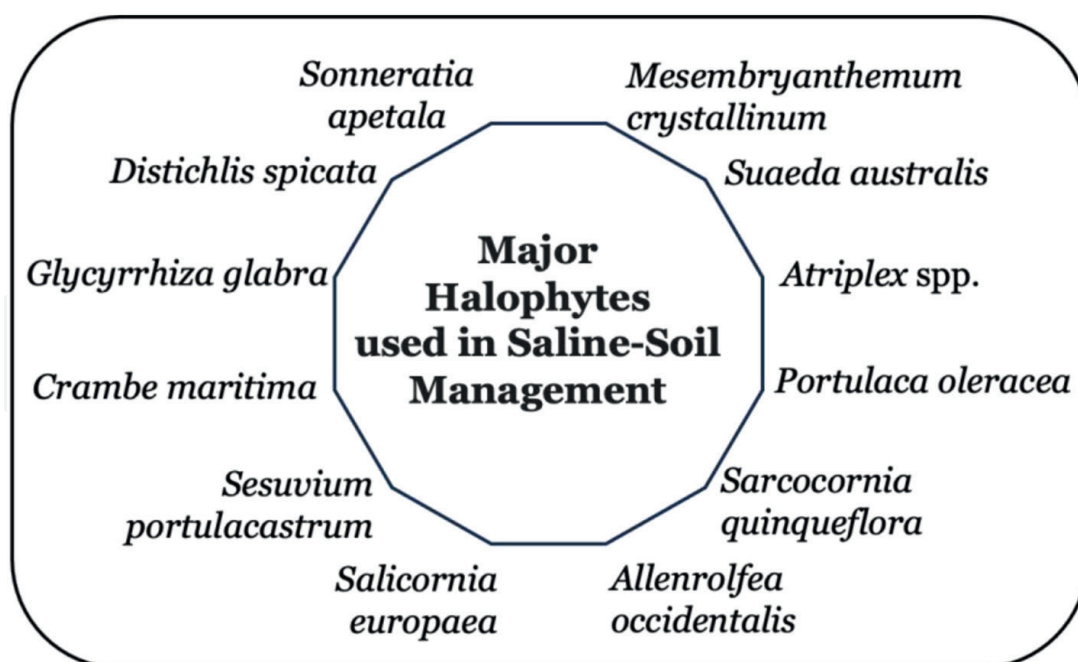 Sonneratia
apetala
Mesembryanthemum
crystallinum
Distichlis spicata
Suaeda australis
Glycyrrhiza glabra
Major
Halophytes
used in Saline-Soil
Management
Atriplex spp.
Crambe maritima
Portulaca oleracea
Sesuvium
portulacastrum
Sarcocornia
quinqueflora
Salicornia
europaea
Allenrolfea
occidentalis